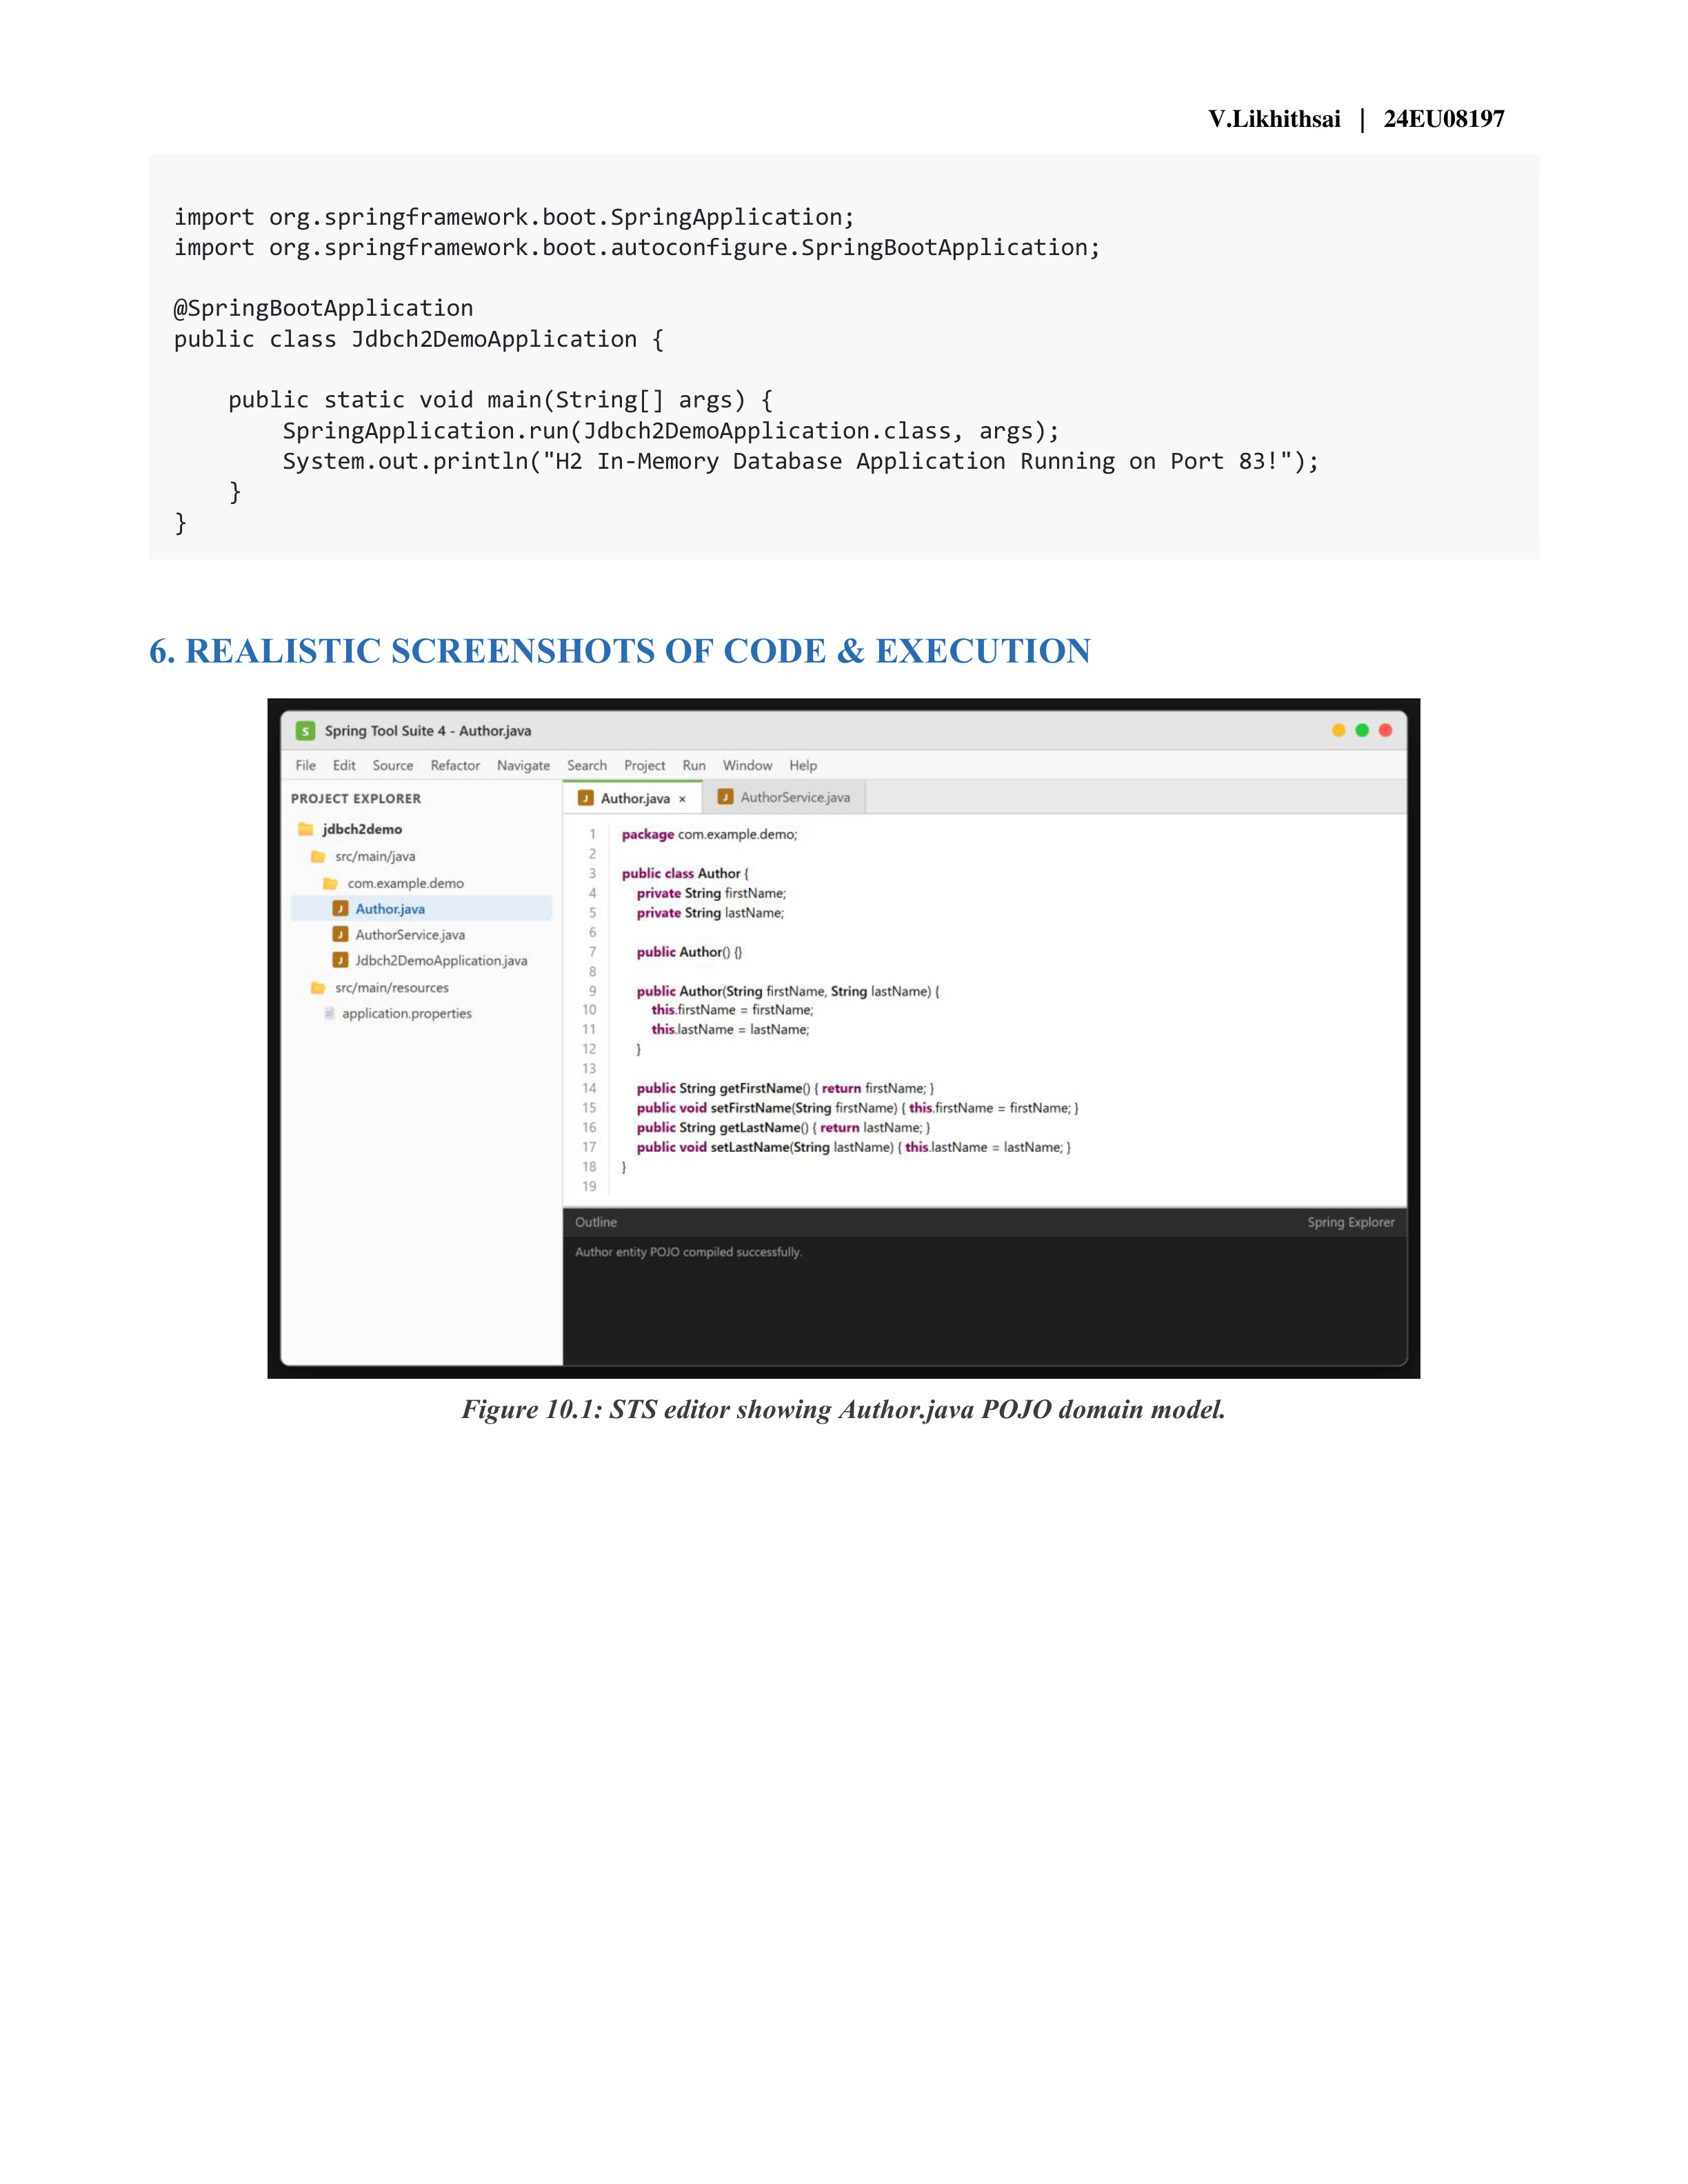 V.Likhithsai | 24EU08197
import org.springframework.boot.SpringApplication;
import org.springframework.boot.autoconfigure.SpringBootApplication;
@SpringBootApplication
public class Jdbch2DemoApplication {
    public static void main(String[] args) {
        SpringApplication.run(Jdbch2DemoApplication.class, args);
        System.out.println("H2 In-Memory Database Application Running on Port 83!");
    }
}
6. REALISTIC SCREENSHOTS OF CODE & EXECUTION
S Spring Tool Suite 4 - Author.java
File Edit Source Refactor Navigate Search Project Run Window Help
PROJECT EXPLORER
jdbch2demo
src/main/java
com.example.demo
J Author.java
J AuthorService.java
J Jdbch2DemoApplication.java
src/main/resources
application.properties
J Author.java × J AuthorService.java
1 package com.example.demo;
2
3 public class Author {
4 private String firstName;
5 private String lastName;
6
7 public Author() {}
8
9 public Author(String firstName, String lastName) {
10 this.firstName = firstName;
11 this.lastName = lastName;
12 }
13
14 public String getFirstName() { return firstName; }
15 public void setFirstName(String firstName) { this.firstName = firstName; }
16 public String getLastName() { return lastName; }
17 public void setLastName(String lastName) { this.lastName = lastName; }
18 }
19
Outline Spring Explorer
Author entity POJO compiled successfully.
Figure 10.1: STS editor showing Author.java POJO domain model.